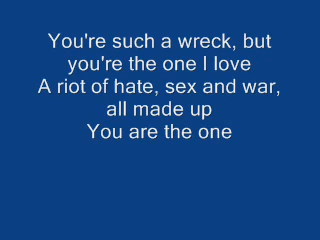 You're such a wreck, but
you're the one I love
A riot of hate, sex and war,
all made up
You are the one